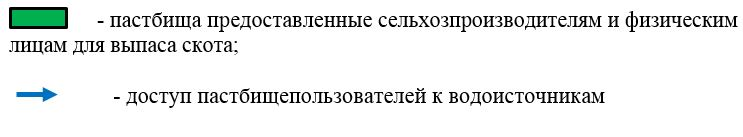 - пастбища предоставленные сельхозпроизводителям и физическим
лицам для выпаса скота;
- доступ пастбищепользователей к водоисточникам